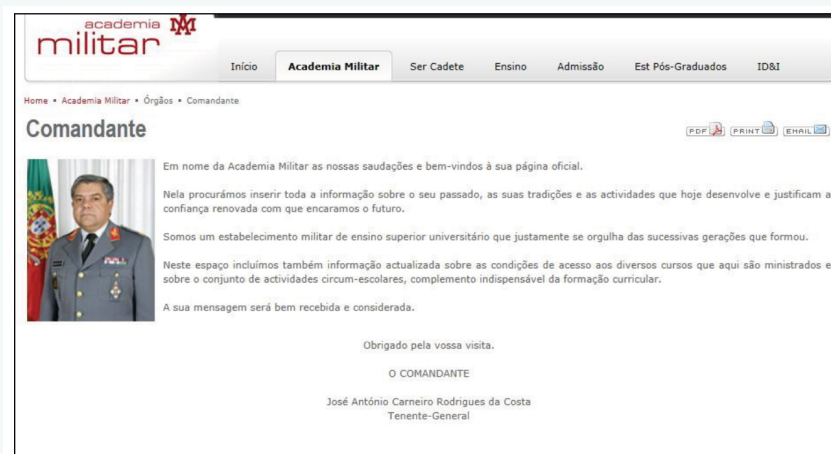 academia
militar
Início Academia Militar Ser Cadete Ensino Admissão Est Pós-Graduados ID&I
Home • Academia Militar • Órgãos • Comandante
Comandante
PDF PRINT EMAIL
Em nome da Academia Militar as nossas saudações e bem-vindos à sua página oficial.
Nela procurámos inserir toda a informação sobre o seu passado, as suas tradições e as actividades que hoje desenvolve e justificam a
confiança renovada com que encaramos o futuro.
Somos um estabelecimento militar de ensino superior universitário que justamente se orgulha das sucessivas gerações que formou.
Neste espaço incluímos também informação actualizada sobre as condições de acesso aos diversos cursos que aqui são ministrados e
sobre o conjunto de actividades circum-escolares, complemento indispensável da formação curricular.
A sua mensagem será bem recebida e considerada.
Obrigado pela vossa visita.
O COMANDANTE
José António Carneiro Rodrigues da Costa
Tenente-General